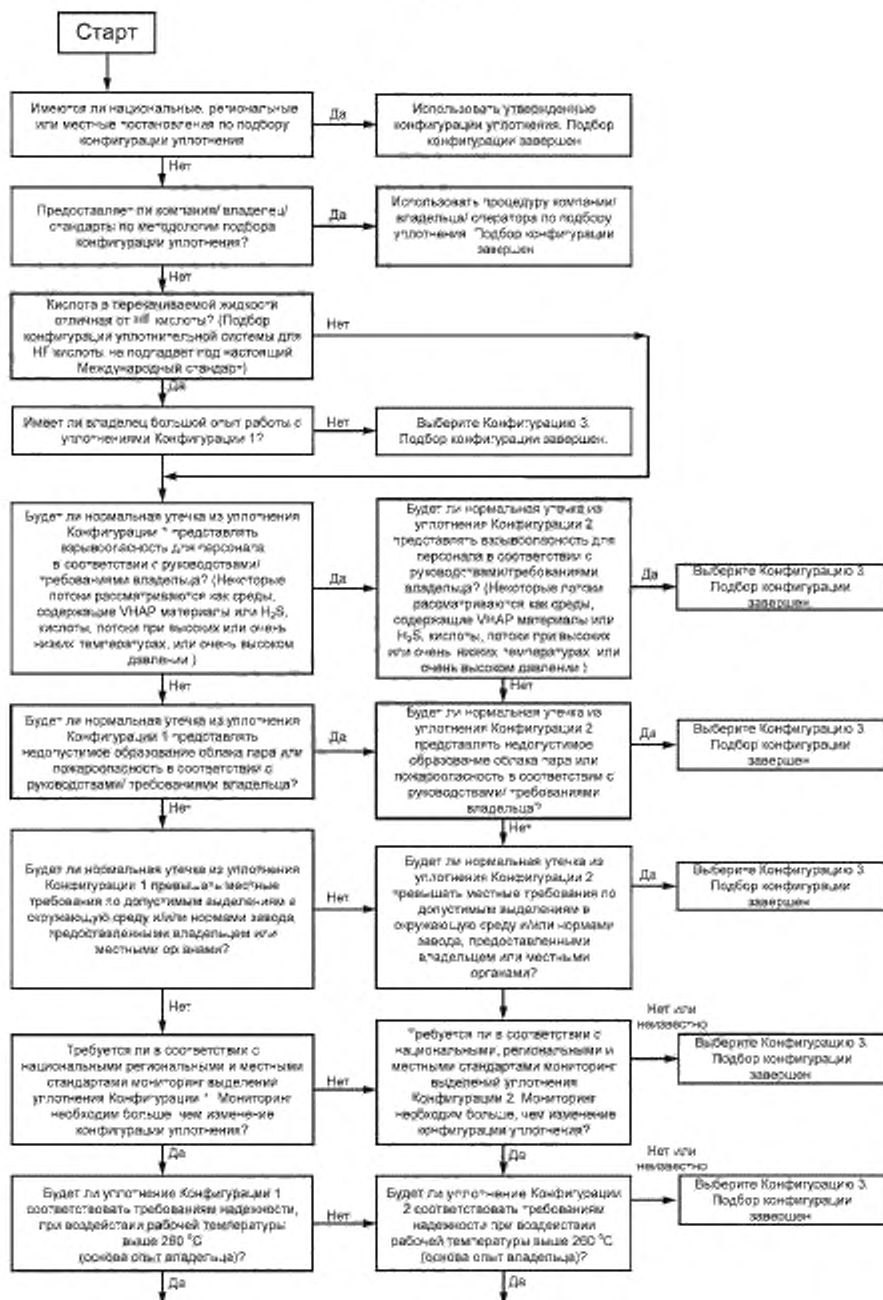 Старт
Имеются ли национальные, региональные
или местные постановления по подбору
конфигурации уплотнения
Да
Использовать утвержденные
конфигурации уплотнения. Подбор
конфигурации завершен
Нет
Предоставляет ли компания/ владелец/
стандарты по методологии подбора
конфигурации уплотнения?
Да
Использовать процедуру компании/
владельца/ оператора по подбору
уплотнения Подбор конфигурации
завершен
Нет
Кислота в перекачиваемой жидкости
отличная от HF кислоты? (Подбор
конфигурации уплотнительной системы для
HF кислоты не подпадает под настоящий
Международный стандарт)
Нет
Да
Имеет ли владелец большой опыт работы с
уплотнениями Конфигурации 1?
Нет
Выберите Конфигурацию 3.
Подбор конфигурации завершен.
Будет ли нормальная утечка из уплотнения
Конфигурации 1 представлять
взрывоопасность для персонала
в соответствии с руководствами/
требованиями владельца? (Некоторые
потоки рассматриваются как среды,
содержащие VHAP материалы или H₂S,
кислоты, потоки при высоких или очень
низких температурах, или очень высоком
давлении )
Да
Будет ли нормальная утечка из
уплотнения Конфигурации 2
представлять взрывоопасность для
персонала в соответствии с
руководствами/требованиями
владельца? (Некоторые потоки
рассматриваются как среды,
содержащие VHAP материалы или
H₂S, кислоты, потоки при высоких
или очень низких температурах или
очень высоком давлении )
Да
Выберите Конфигурацию 3.
Подбор конфигурации
завершен.
Нет
Нет
Будет ли нормальная утечка из уплотнения
Конфигурации 1 представлять
недопустимое образование облака пара или
пожароопасность в соответствии с
руководствами/ требованиями владельца?
Да
Будет ли нормальная утечка из
уплотнения Конфигурации 2
представлять недопустимое
образование облака пара или
пожароопасность в соответствии с
руководствами/ требованиями
владельца?
Да
Выберите Конфигурацию 3.
Подбор конфигурации
завершен
Нет
Нет
Будет ли нормальная утечка из уплотнения
Конфигурации 1 превышать местные
требования по допустимым выделениям в
окружающую среду и/или нормами завода,
предоставленными владельцем или
местными органами?
Нет
Будет ли нормальная утечка из
уплотнения Конфигурации 2
превышать местные требования по
допустимым выделениям в
окружающую среду и/или нормами
завода, предоставленными
владельцем или местными
органами?
Да
Выберите Конфигурацию 3.
Подбор конфигурации
завершен
Нет
Требуется ли в соответствии с
национальными региональными и местными
стандартами мониторинг выделений
уплотнения Конфигурации 1. Мониторинг
необходим больше, чем изменение
конфигурации уплотнения?
Нет
Требуется ли в соответствии с
национальными, региональными и
местными стандартами мониторинг
выделений уплотнения
Конфигурации 2. Мониторинг
необходим больше, чем изменение
конфигурации уплотнения?
Нет или
неизвестно
Выберите Конфигурацию 3.
Подбор конфигурации
завершен
Да
Да
Будет ли уплотнение Конфигурации 1
соответствовать требованиям надежности,
при воздействии рабочей температуры
выше 260 °C
(основа опыт владельца)?
Нет
Будет ли уплотнение Конфигурации
2 соответствовать требованиям
надежности при воздействии
рабочей температуры выше 260 °C
(основа опыт владельца)?
Нет или
неизвестно
Выберите Конфигурацию 3.
Подбор конфигурации
завершен
Да
Да